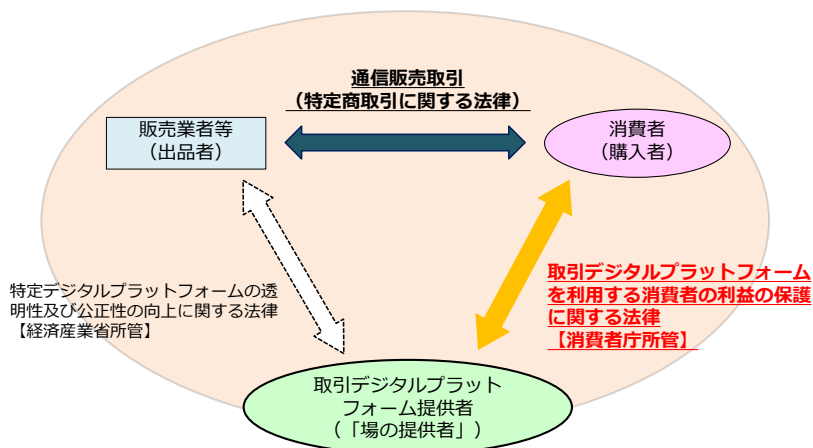 通信販売取引
（特定商取引に関する法律）
販売業者等
（出品者）
消費者
（購入者）
特定デジタルプラットフォームの透
明性及び公正性の向上に関する法律
【経済産業省所管】
取引デジタルプラットフォーム
を利用する消費者の利益の保護
に関する法律
【消費者庁所管】
取引デジタルプラット
フォーム提供者
（「場の提供者」）